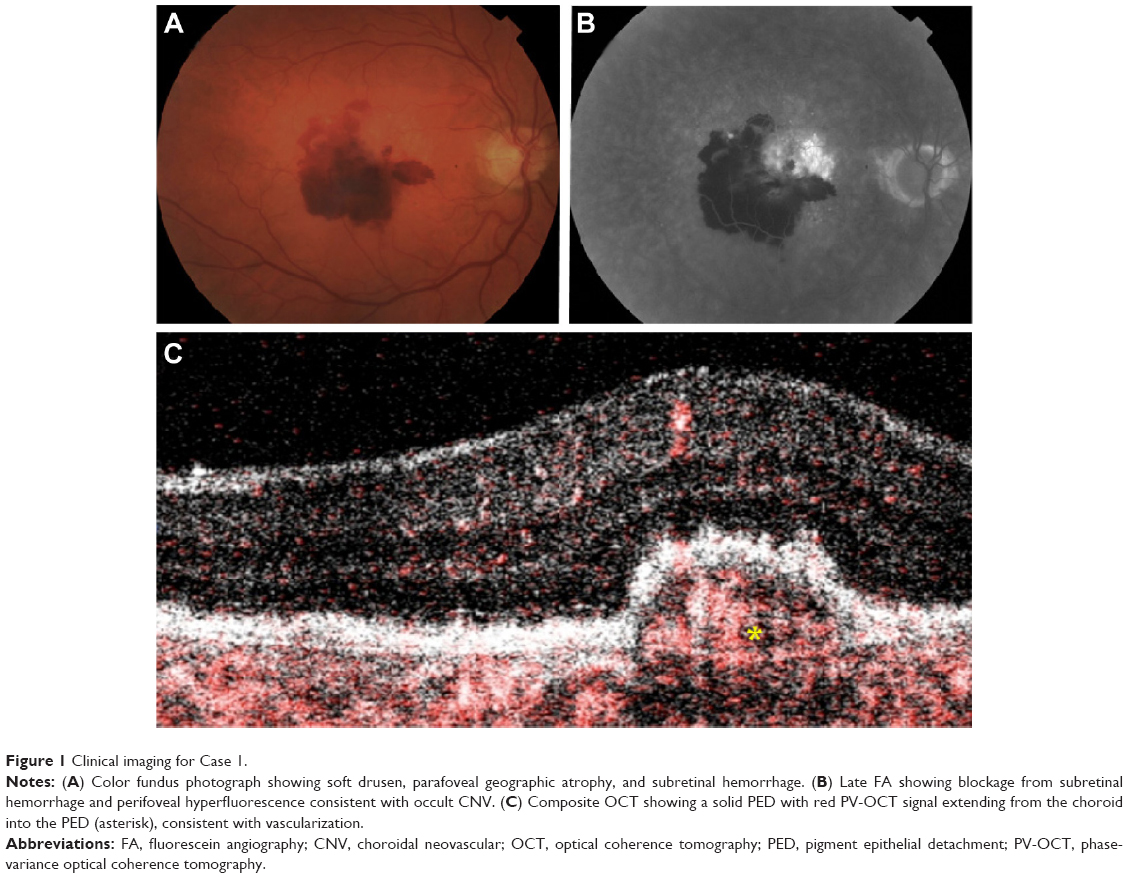 A
B
C
*
Figure 1 Clinical imaging for Case 1.
Notes: (A) Color fundus photograph showing soft drusen, parafoveal geographic atrophy, and subretinal hemorrhage. (B) Late FA showing blockage from subretinal
hemorrhage and perifoveal hyperfluorescence consistent with occult CNV. (C) Composite OCT showing a solid PED with red PV-OCT signal extending from the choroid
into the PED (asterisk), consistent with vascularization.
Abbreviations: FA, fluorescein angiography; CNV, choroidal neovascular; OCT, optical coherence tomography; PED, pigment epithelial detachment; PV-OCT, phase-
variance optical coherence tomography.